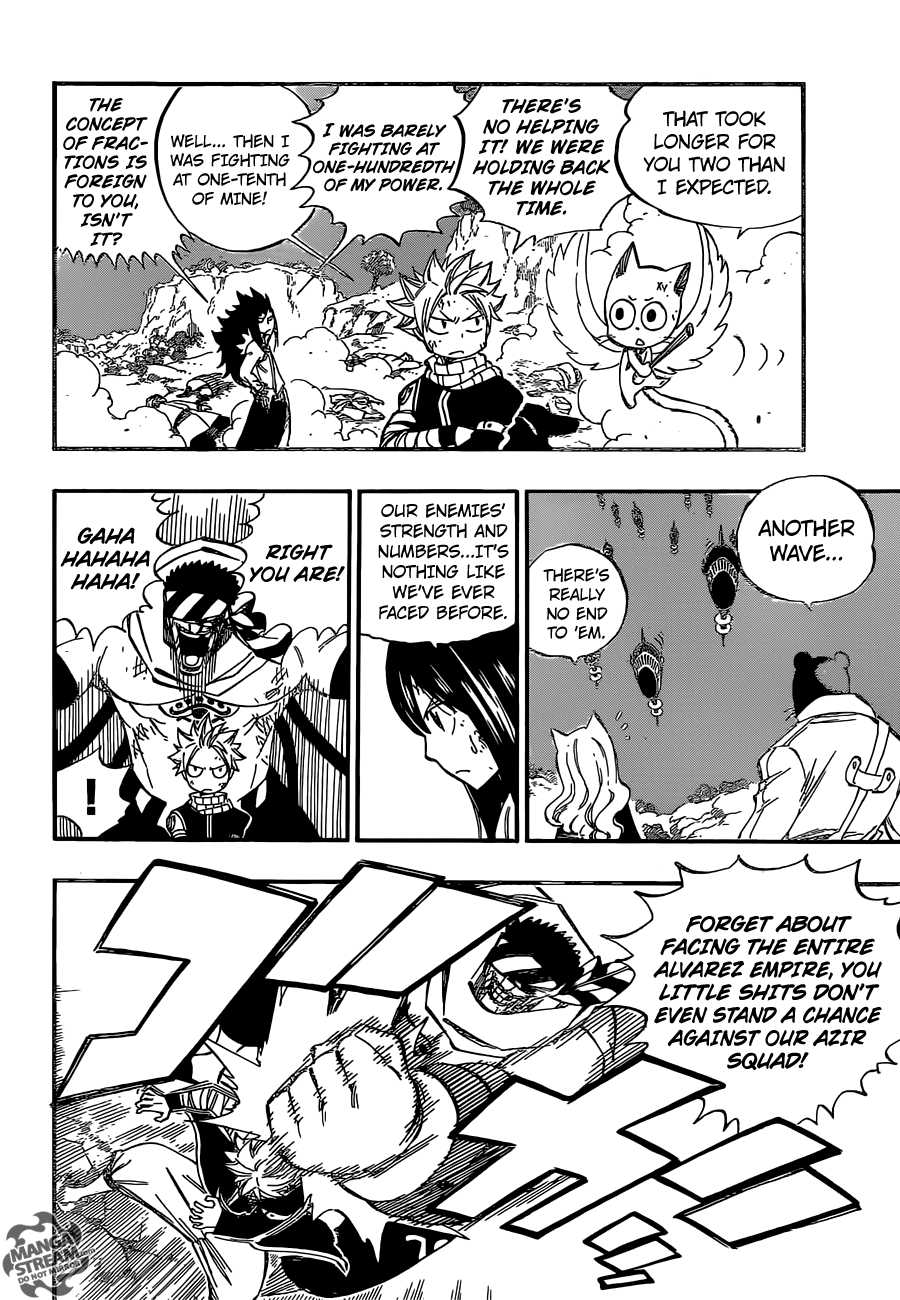 THAT TOOK
LONGER FOR
YOU TWO THAN
I EXPECTED.
THERE'S
NO HELPING
IT! WE WERE
HOLDING BACK
THE WHOLE
TIME.
I WAS BARELY
FIGHTING AT
ONE-HUNDREDTH
OF MY POWER.
WELL... THEN I
WAS FIGHTING
AT ONE-TENTH
OF MINE!
THE
CONCEPT
OF FRAC-
TIONS IS
FOREIGN
TO YOU,
ISN'T
IT?
ANOTHER
WAVE...
THERE'S
REALLY
NO END
TO 'EM.
OUR ENEMIES'
STRENGTH AND
NUMBERS...IT'S
NOTHING LIKE
WE'VE EVER
FACED BEFORE.
RIGHT
YOU ARE!
GAHA
HAHAHA
HAHA!
!
FORGET ABOUT
FACING THE ENTIRE
ALVAREZ EMPIRE, YOU
LITTLE SHITS DON'T
EVEN STAND A CHANCE
AGAINST OUR AZIR
SQUAD!
MANGA
STREAM.com
DO NOT MIRROR